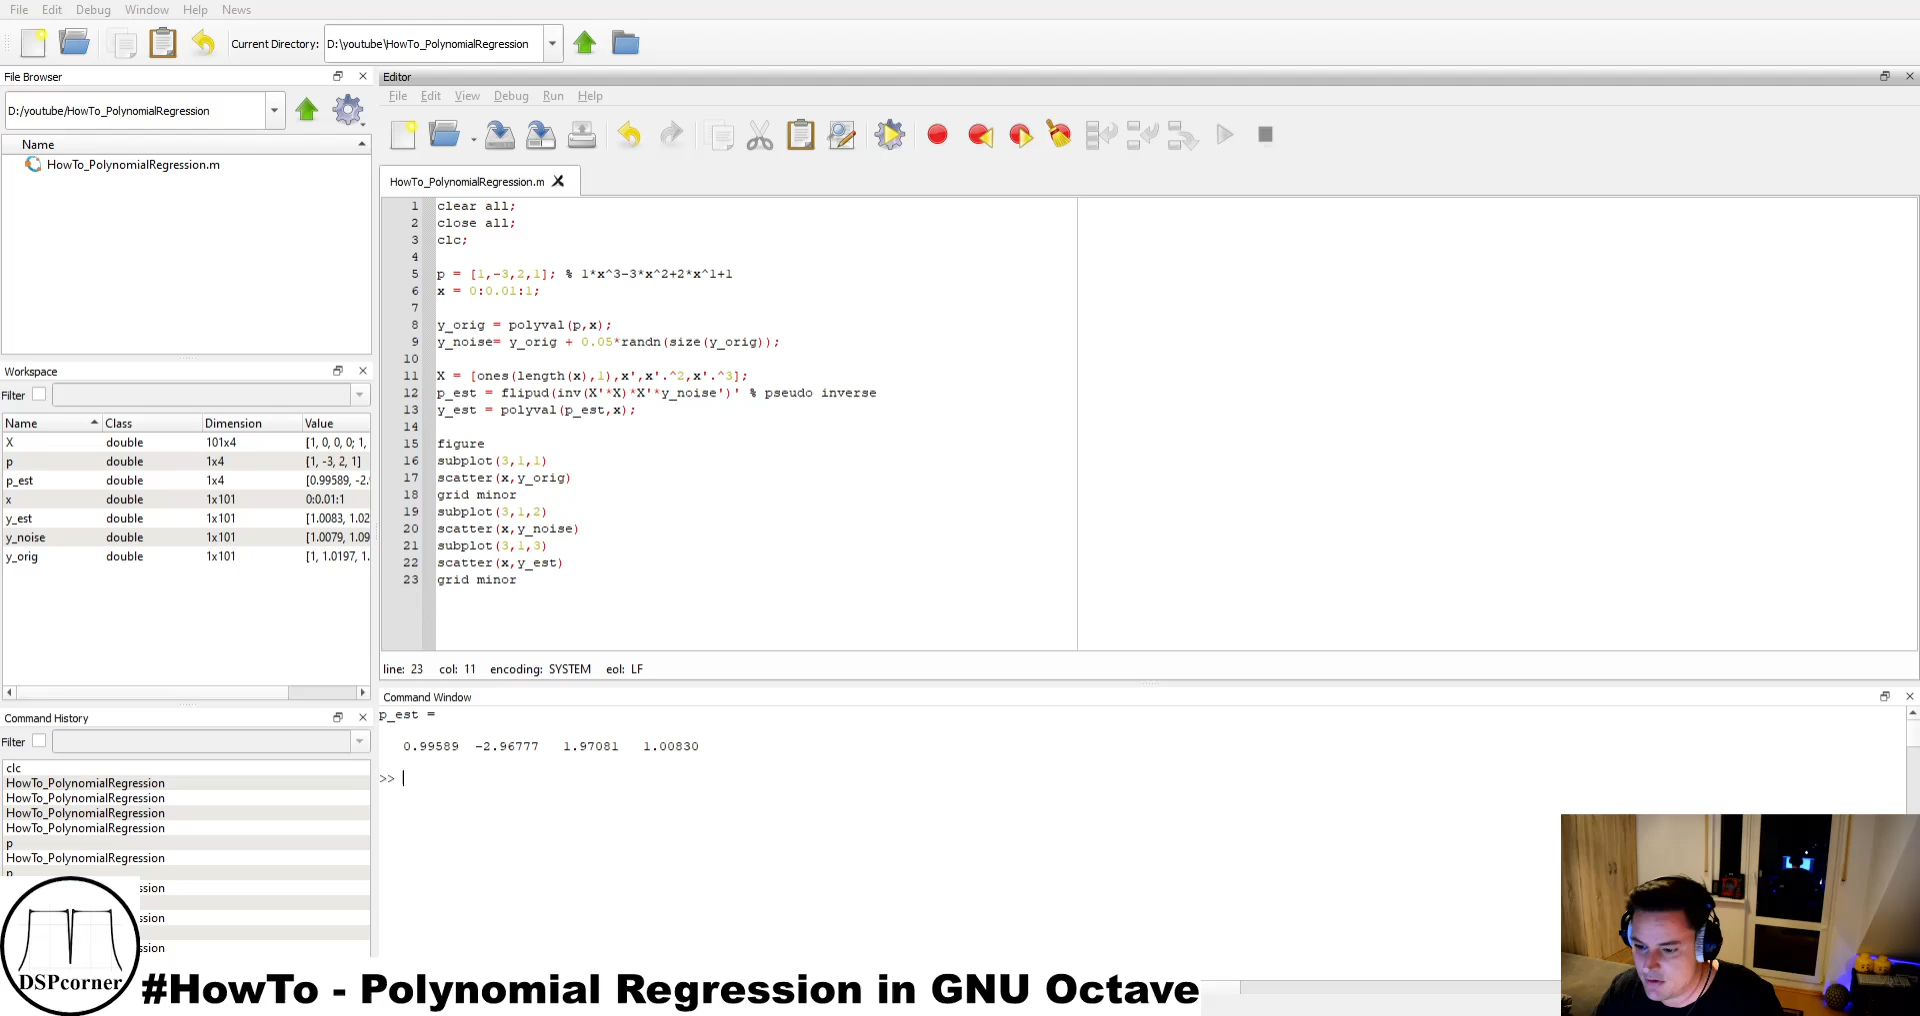 File Edit Debug Window Help News
Current Directory: D:\youtube\HowTo_PolynomialRegression
File Browser
D:/youtube/HowTo_PolynomialRegression
Name
HowTo_PolynomialRegression.m
Workspace
Filter
Name Class Dimension Value
X double 101x4 [1, 0, 0, 0; 1,
p double 1x4 [1, -3, 2, 1]
p_est double 1x4 [0.99589, -2.9
x double 1x101 0:0.01:1
y_est double 1x101 [1.0083, 1.02
y_noise double 1x101 [1.0079, 1.09
y_orig double 1x101 [1, 1.0197, 1.
Command History
Filter
clc
HowTo_PolynomialRegression
HowTo_PolynomialRegression
HowTo_PolynomialRegression
HowTo_PolynomialRegression
p
HowTo_PolynomialRegression
p
ssion
ssion
ssion
Editor
File Edit View Debug Run Help
HowTo_PolynomialRegression.m
1 clear all;
2 close all;
3 clc;
4
5 p = [1,-3,2,1]; % 1*x^3-3*x^2+2*x^1+1
6 x = 0:0.01:1;
7
8 y_orig = polyval(p,x);
9 y_noise= y_orig + 0.05*randn(size(y_orig));
10
11 X = [ones(length(x),1),x',x'.^2,x'.^3];
12 p_est = flipud(inv(X'*X)*X'*y_noise')' % pseudo inverse
13 y_est = polyval(p_est,x);
14
15 figure
16 subplot(3,1,1)
17 scatter(x,y_orig)
18 grid minor
19 subplot(3,1,2)
20 scatter(x,y_noise)
21 subplot(3,1,3)
22 scatter(x,y_est)
23 grid minor
line: 23 col: 11 encoding: SYSTEM eol: LF
Command Window
p_est =
0.99589 -2.96777 1.97081 1.00830
>>
DSPcorner
#HowTo - Polynomial Regression in GNU Octave